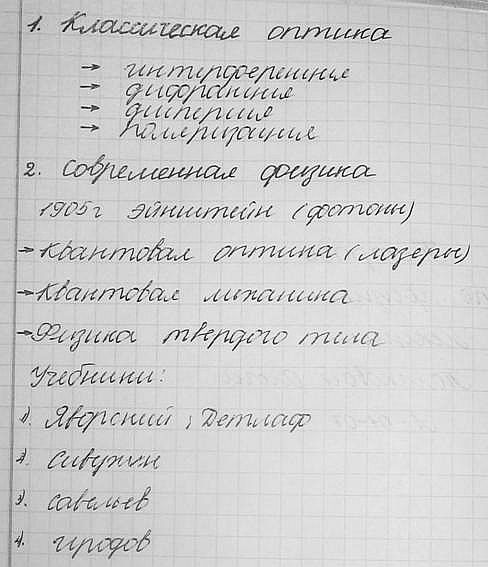 1. Классическая оптика
→ интерференция
→ дифракция
→ дисперсия
→ поляризация
2. Современная физика
1905г Эйнштейн (фотоны)
→ квантовая оптика (лазеры)
→ квантовая механика
→ Физика твердого тела
Учебники:
1). Яворский, Детлаф
2). Сивухин
3). Савельев
4). Иродов